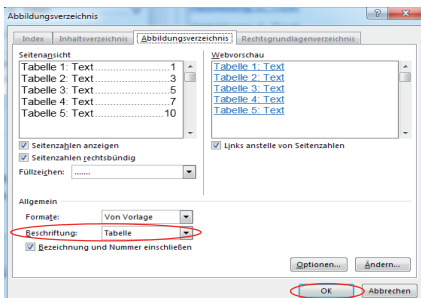 Abbildungsverzeichnis
Index Inhaltsverzeichnis Abbildungsverzeichnis Rechtsgrundlagenverzeichnis
Seitenansicht Webvorschau
Tabelle 1: Text..............................1 Tabelle 1: Text
Tabelle 2: Text..............................3 Tabelle 2: Text
Tabelle 3: Text..............................5 Tabelle 3: Text
Tabelle 4: Text..............................7 Tabelle 4: Text
Tabelle 5: Text............................10 Tabelle 5: Text
Seitenzahlen anzeigen Links anstelle von Seitenzahlen
Seitenzahlen rechtsbündig
Füllzeichen: .......
Allgemein
Formate: Von Vorlage
Beschriftung: Tabelle
Bezeichnung und Nummer einschließen
Optionen... Ändern...
OK Abbrechen